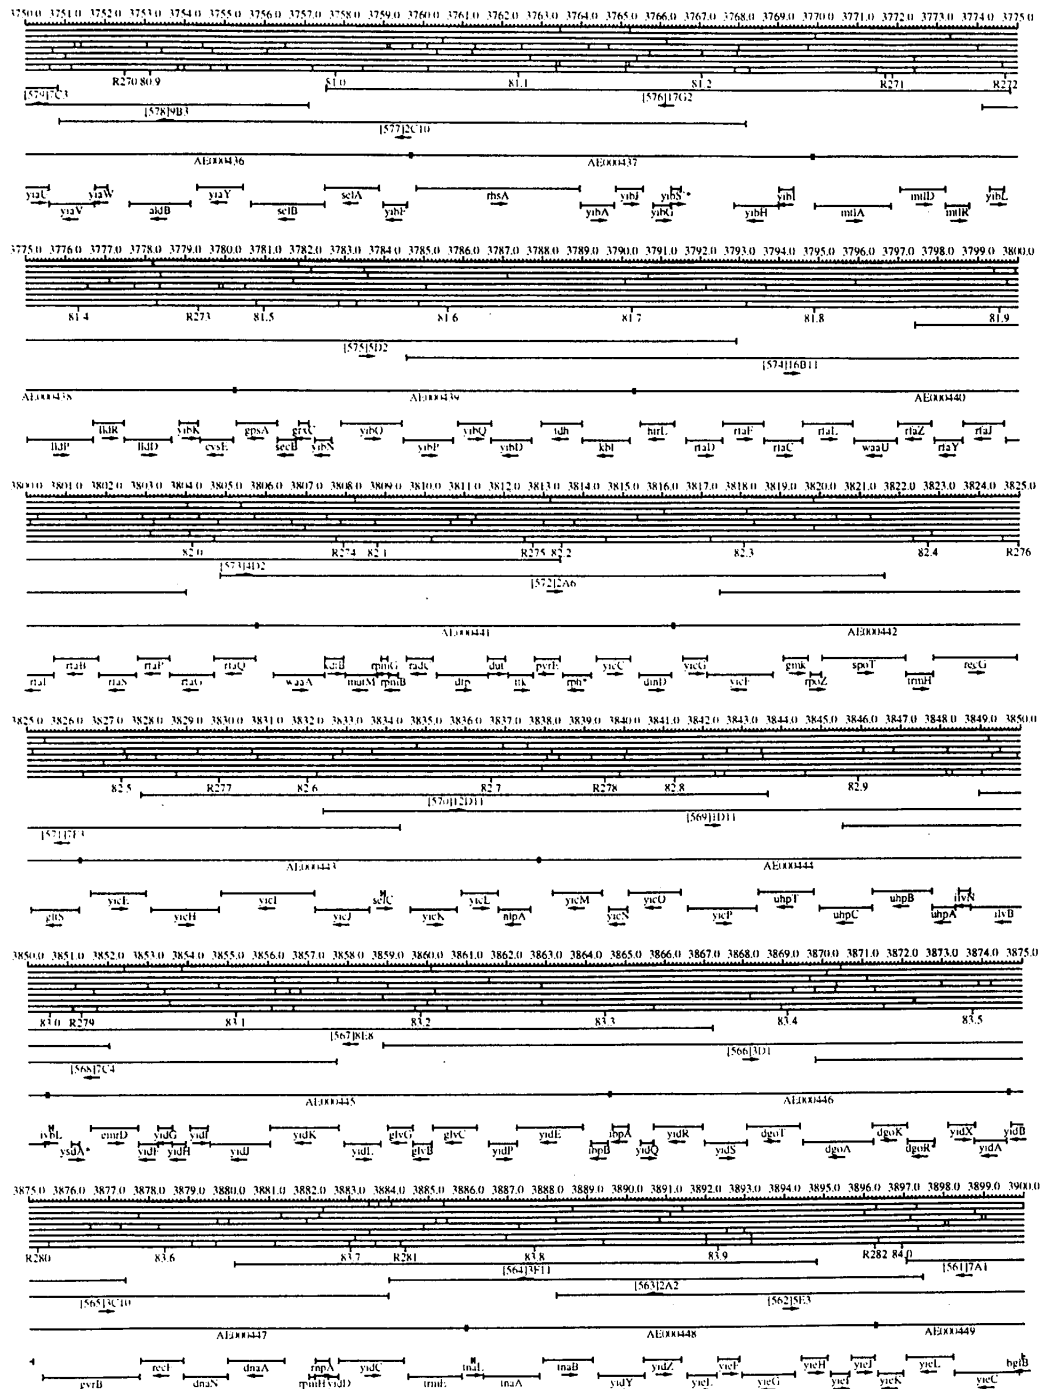 3750.0 3751.0 3752.0 3753.0 3754.0 3755.0 3756.0 3757.0 3758.0 3759.0 3760.0 3761.0 3762.0 3763.0 3764.0 3765.0 3766.0 3767.0 3768.0 3769.0 3770.0 3771.0 3772.0 3773.0 3774.0 3775.0
R270 80.9 81.0 81.1 81.2 R271 R272
[579]7C3 [576]17G2
[578]9B3
[577]2C10
AE000436 AE000437
yiaU yiaW yiaY selA rhsA yibJ yibS* yibI mtlD yibL
yiaV aldB selB yibF yibA yibG yibH mtlA mtlR
3775.0 3776.0 3777.0 3778.0 3779.0 3780.0 3781.0 3782.0 3783.0 3784.0 3785.0 3786.0 3787.0 3788.0 3789.0 3790.0 3791.0 3792.0 3793.0 3794.0 3795.0 3796.0 3797.0 3798.0 3799.0 3800.0
81.4 R273 81.5 81.6 81.7 81.8 81.9
[575]5D2
[574]16B11
AE000438 AE000439 AE000440
lldR yibK gpsA grxC yibO yibQ tdh htrL rfaF rfaL rfaZ rfaJ
lldP lldD cysE secB yibN yibP yibD kbl rfaD rfaC waaU rfaY
3800.0 3801.0 3802.0 3803.0 3804.0 3805.0 3806.0 3807.0 3808.0 3809.0 3810.0 3811.0 3812.0 3813.0 3814.0 3815.0 3816.0 3817.0 3818.0 3819.0 3820.0 3821.0 3822.0 3823.0 3824.0 3825.0
82.0 R274 82.1 R275 82.2 82.3 82.4 R276
[573]4D2
[572]2A6
AE000441 AE000442
rfaB rfaP rfaQ kdtB rpmG radC dut pyrE yicC yicG gmk spoT recG
rfaI rfaS rfaG waaA mutM rpmB dfp ttk rph* dinD yicF rpoZ trmH
3825.0 3826.0 3827.0 3828.0 3829.0 3830.0 3831.0 3832.0 3833.0 3834.0 3835.0 3836.0 3837.0 3838.0 3839.0 3840.0 3841.0 3842.0 3843.0 3844.0 3845.0 3846.0 3847.0 3848.0 3849.0 3850.0
82.5 R277 82.6 82.7 R278 82.8 82.9
[570]12D11
[571]7F3 [569]1D11
AE000443 AE000444
yicE yicI selC yicL yicM yicO uhpT uhpB ilvN
gltS yicH yicJ yicK nlpA yicN yicP uhpC uhpA ilvB
3850.0 3851.0 3852.0 3853.0 3854.0 3855.0 3856.0 3857.0 3858.0 3859.0 3860.0 3861.0 3862.0 3863.0 3864.0 3865.0 3866.0 3867.0 3868.0 3869.0 3870.0 3871.0 3872.0 3873.0 3874.0 3875.0
83.0 R279 83.1 83.2 83.3 83.4 83.5
[567]8E8
[566]3D1
[568]7C4
AE000445 AE000446
ivbL emrD yidG yidI yidK glvG glvC yidE ibpA yidR dgoT dgoK yidX yidB
ysdA* yidF yidH yidJ yidL glvB yidP ibpB yidQ yidS dgoA dgoR* yidA
3875.0 3876.0 3877.0 3878.0 3879.0 3880.0 3881.0 3882.0 3883.0 3884.0 3885.0 3886.0 3887.0 3888.0 3889.0 3890.0 3891.0 3892.0 3893.0 3894.0 3895.0 3896.0 3897.0 3898.0 3899.0 3900.0
R280 83.6 83.7 R281 83.8 83.9 R282 84.0
[564]3F11 [561]7A1
[563]2A2
[565]3C10 [562]5E3
AE000447 AE000448 AE000449
recF dnaA rnpA yidC tnaL tnaB yidZ yieF yieH yieJ yieL bglB
gyrB dnaN rpmH yidD trmE tnaA yidY yieE yieG yieI yieK yieC